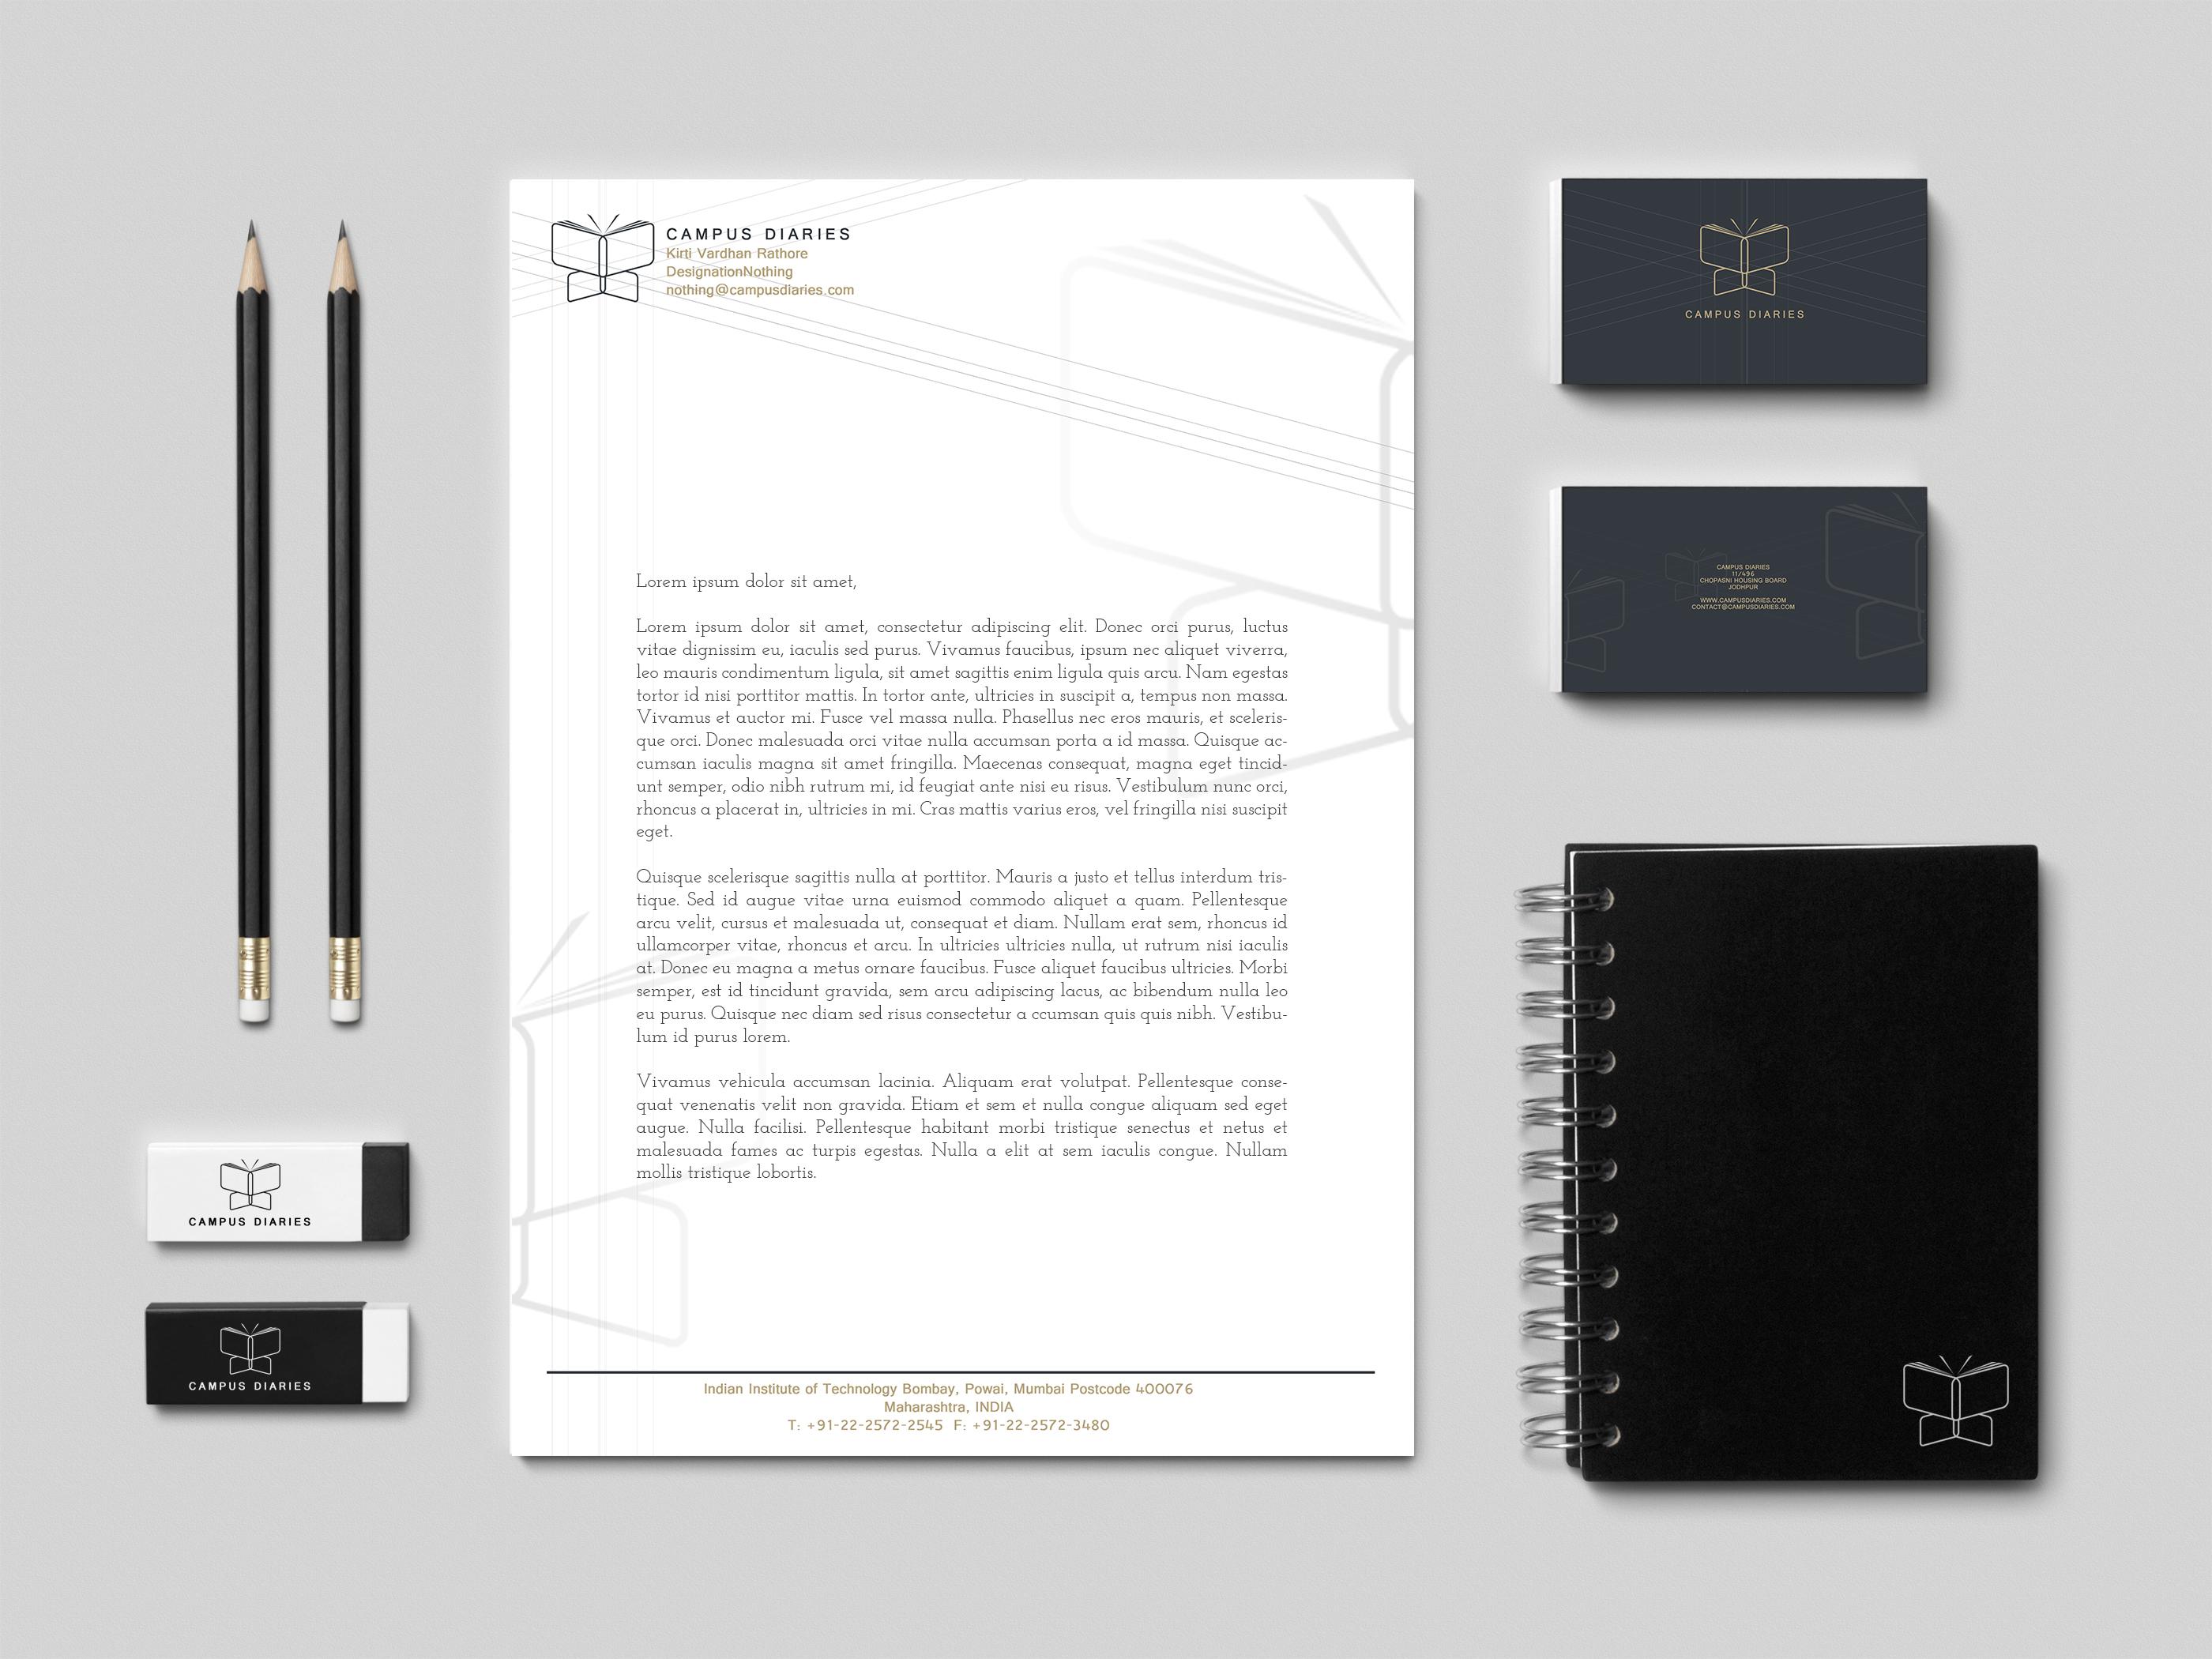 CAMPUS DIARIES
Kirti Vardhan Rathore
DesignationNothing
nothing@campusdiaries.com
Lorem ipsum dolor sit amet,
Lorem ipsum dolor sit amet, consectetur adipiscing elit. Donec orci purus, luctus
vitae dignissim eu, iaculis sed purus. Vivamus faucibus, ipsum nec aliquet viverra,
leo mauris condimentum ligula, sit amet sagittis enim ligula quis arcu. Nam egestas
tortor id nisi porttitor mattis. In tortor ante, ultricies in suscipit a, tempus non massa.
Vivamus et auctor mi. Fusce vel massa nulla. Phasellus nec eros mauris, et sceleris-
que orci. Donec malesuada orci vitae nulla accumsan porta a id massa. Quisque ac-
cumsan iaculis magna sit amet fringilla. Maecenas consequat, magna eget tincid-
unt semper, odio nibh rutrum mi, id feugiat ante nisi eu risus. Vestibulum nunc orci,
rhoncus a placerat in, ultricies in mi. Cras mattis varius eros, vel fringilla nisi suscipit
eget.
Quisque scelerisque sagittis nulla at porttitor. Mauris a justo et tellus interdum tris-
tique. Sed id augue vitae urna euismod commodo aliquet a quam. Pellentesque
arcu velit, cursus et malesuada ut, consequat et diam. Nullam erat sem, rhoncus id
ullamcorper vitae, rhoncus et arcu. In ultricies ultricies nulla, ut rutrum nisi iaculis
at. Donec eu magna a metus ornare faucibus. Fusce aliquet faucibus ultricies. Morbi
semper, est id tincidunt gravida, sem arcu adipiscing lacus, ac bibendum nulla leo
eu purus. Quisque nec diam sed risus consectetur a ccumsan quis quis nibh. Vestibu-
lum id purus lorem.
Vivamus vehicula accumsan lacinia. Aliquam erat volutpat. Pellentesque conse-
quat venenatis velit non gravida. Etiam et sem et nulla congue aliquam sed eget
augue. Nulla facilisi. Pellentesque habitant morbi tristique senectus et netus et
malesuada fames ac turpis egestas. Nulla a elit at sem iaculis congue. Nullam
mollis tristique lobortis.
Indian Institute of Technology Bombay, Powai, Mumbai Postcode 400076
Maharashtra, INDIA
T: +91-22-2572-2545 F: +91-22-2572-3480
CAMPUS DIARIES
CAMPUS DIARIES
11/496
CHOPASNI HOUSING BOARD
JODHPUR
WWW.CAMPUSDIARIES.COM
CONTACT@CAMPUSDIARIES.COM
CAMPUS DIARIES
CAMPUS DIARIES